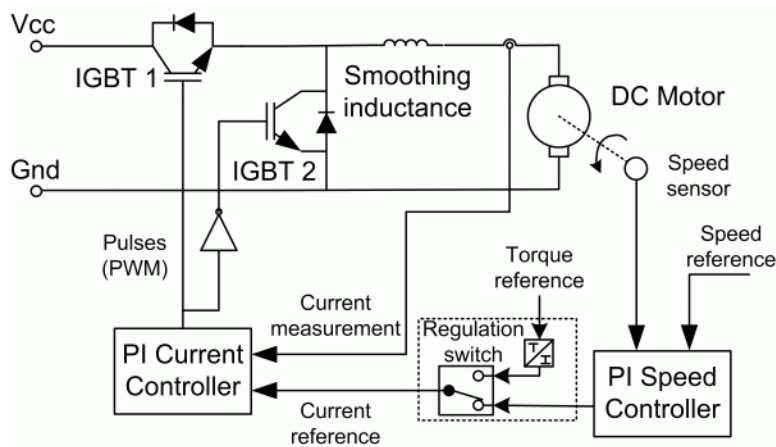 Vcc
IGBT 1
Smoothing
inductance
DC Motor
IGBT 2
Gnd
Speed
sensor
Pulses
(PWM)
Speed
reference
Torque
reference
Current
measurement
Regulation
switch
T
I
PI Current
Controller
PI Speed
Controller
Current
reference